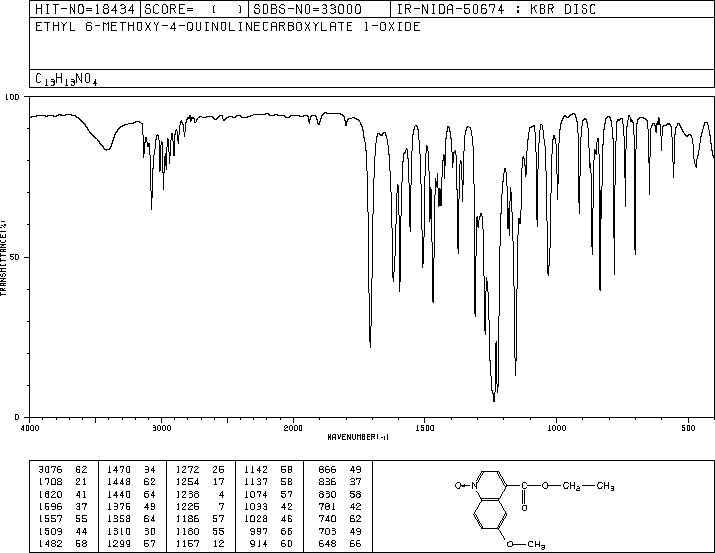 HIT-NO=18434 SCORE= ( ) SDBS-NO=33000 IR-NIDA-50674 : KBR DISC
ETHYL 6-METHOXY-4-QUINOLINECARBOXYLATE 1-OXIDE
C13H13NO4
100
50
0
TRANSMITTANCE(%)
4000 3000 2000 1500 1000 500
WAVENUMBER(-1)
3076 62 1470 34 1272 25 1142 58 866 49
1708 21 1448 62 1254 17 1137 58 836 37
1620 41 1440 64 1238 4 1074 57 830 58
1596 37 1376 49 1225 7 1033 42 781 42
1557 55 1358 64 1186 57 1028 46 740 62
1509 44 1310 30 1180 55 997 66 703 49
1482 58 1299 57 1157 12 914 60 648 66
O N C O CH2 CH3
O
O CH3